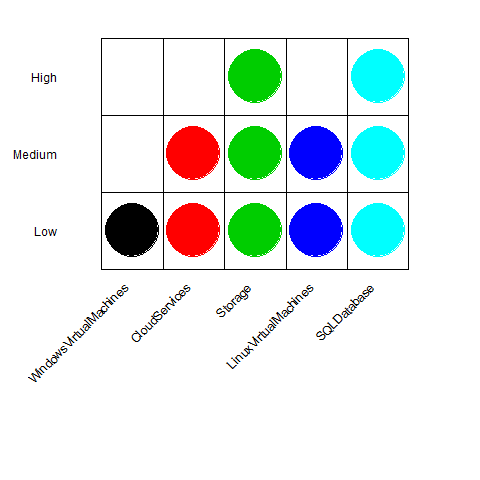 High
Medium
Low
WindowsVirtualMachines
CloudServices
Storage
LinuxVirtualMachines
SQLDatabase